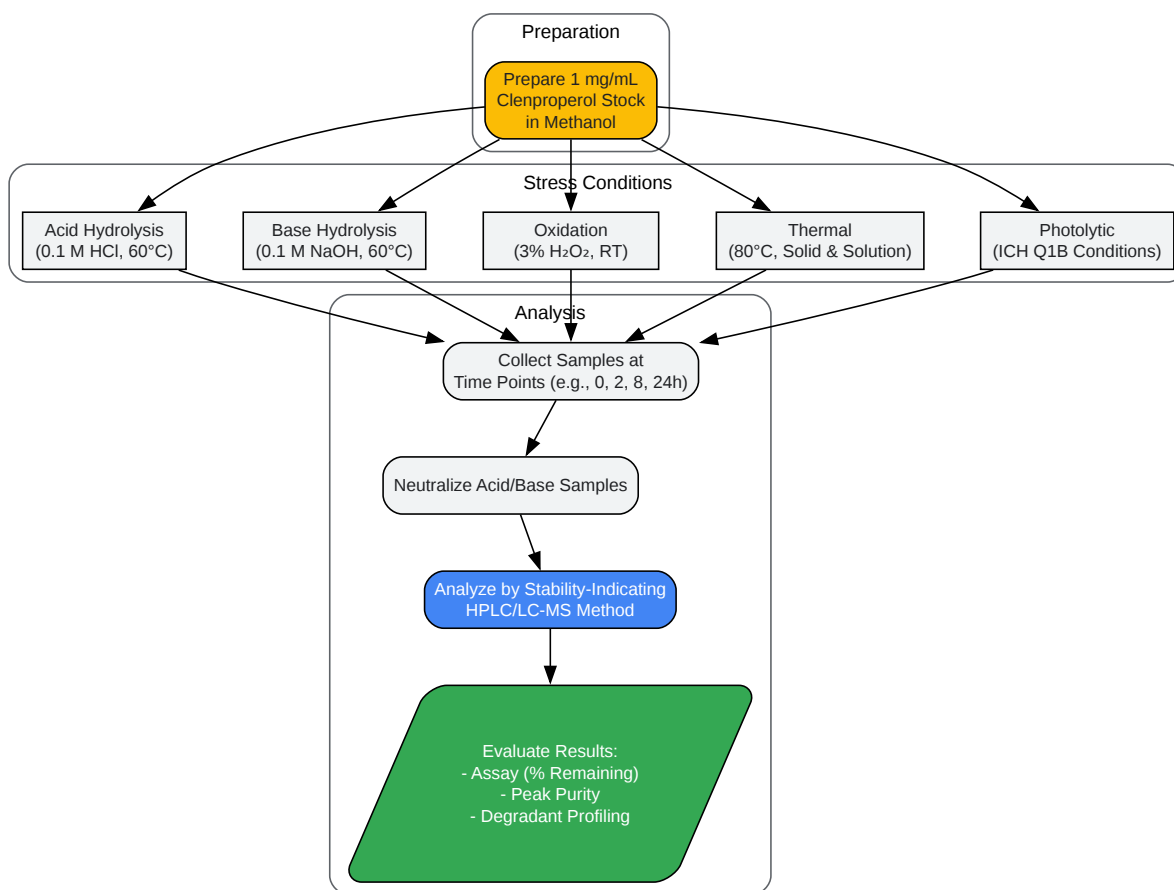 Preparation
Prepare 1 mg/mL
Clenproperol Stock
in Methanol
Stress Conditions
Acid Hydrolysis
(0.1 M HCl, 60°C)
Base Hydrolysis
(0.1 M NaOH, 60°C)
Oxidation
(3% H₂O₂, RT)
Thermal
(80°C, Solid & Solution)
Photolytic
(ICH Q1B Conditions)
Analysis
Collect Samples at
Time Points (e.g., 0, 2, 8, 24h)
Neutralize Acid/Base Samples
Analyze by Stability-Indicating
HPLC/LC-MS Method
Evaluate Results:
- Assay (% Remaining)
- Peak Purity
- Degradant Profiling